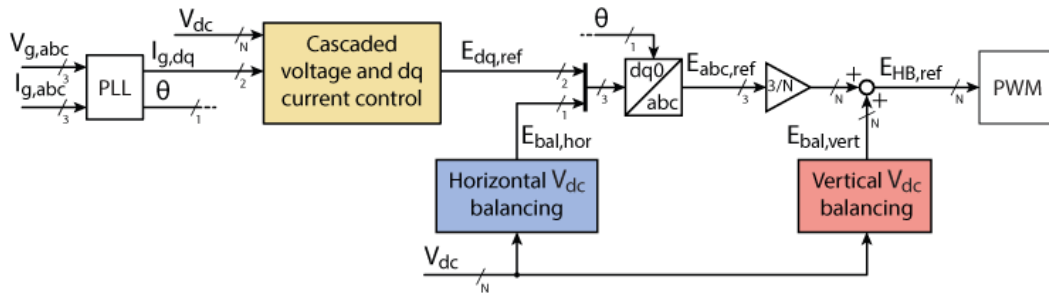 V_dc
θ
V_g,abc
I_g,dq
N
Cascaded
voltage and dq
current control
E_dq,ref
1
dq0
abc
E_abc,ref
3/N
+
+
E_HB,ref
PWM
3
I_g,abc
PLL
2
2
3
3
N
N
3
θ
1
1
N
E_bal,hor
E_bal,vert
Horizontal V_dc
balancing
Vertical V_dc
balancing
V_dc
N